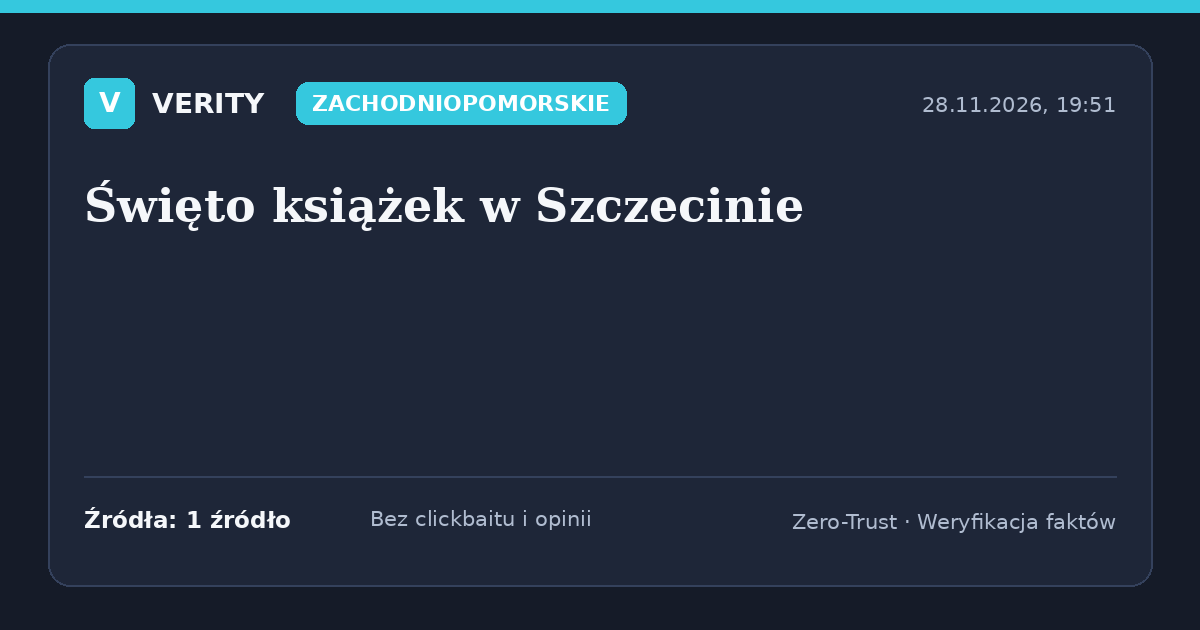 V VERITY ZACHODNIOPOMORSKIE 28.11.2026, 19:51
Święto książek w Szczecinie
Źródła: 1 źródło Bez clickbaitu i opinii Zero-Trust · Weryfikacja faktów